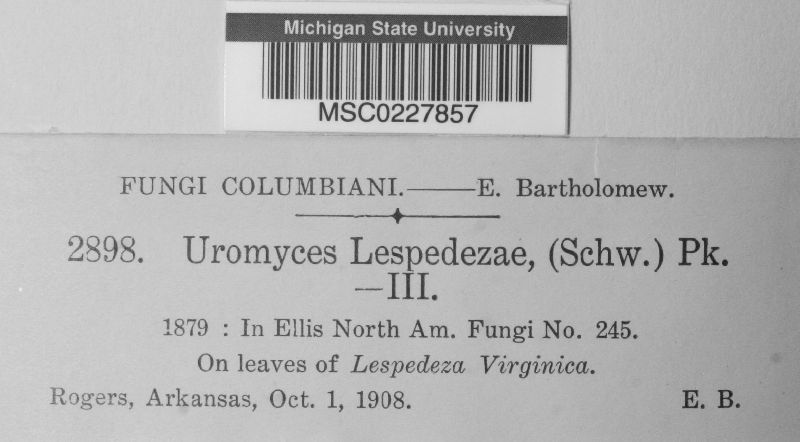 Michigan State University
MSC0227857
FUNGI COLUMBIANI.——E. Bartholomew.
2898. Uromyces Lespedezae, (Schw.) Pk.
—III.
1879 : In Ellis North Am. Fungi No. 245.
On leaves of Lespedeza Virginica.
Rogers, Arkansas, Oct. 1, 1908. E. B.